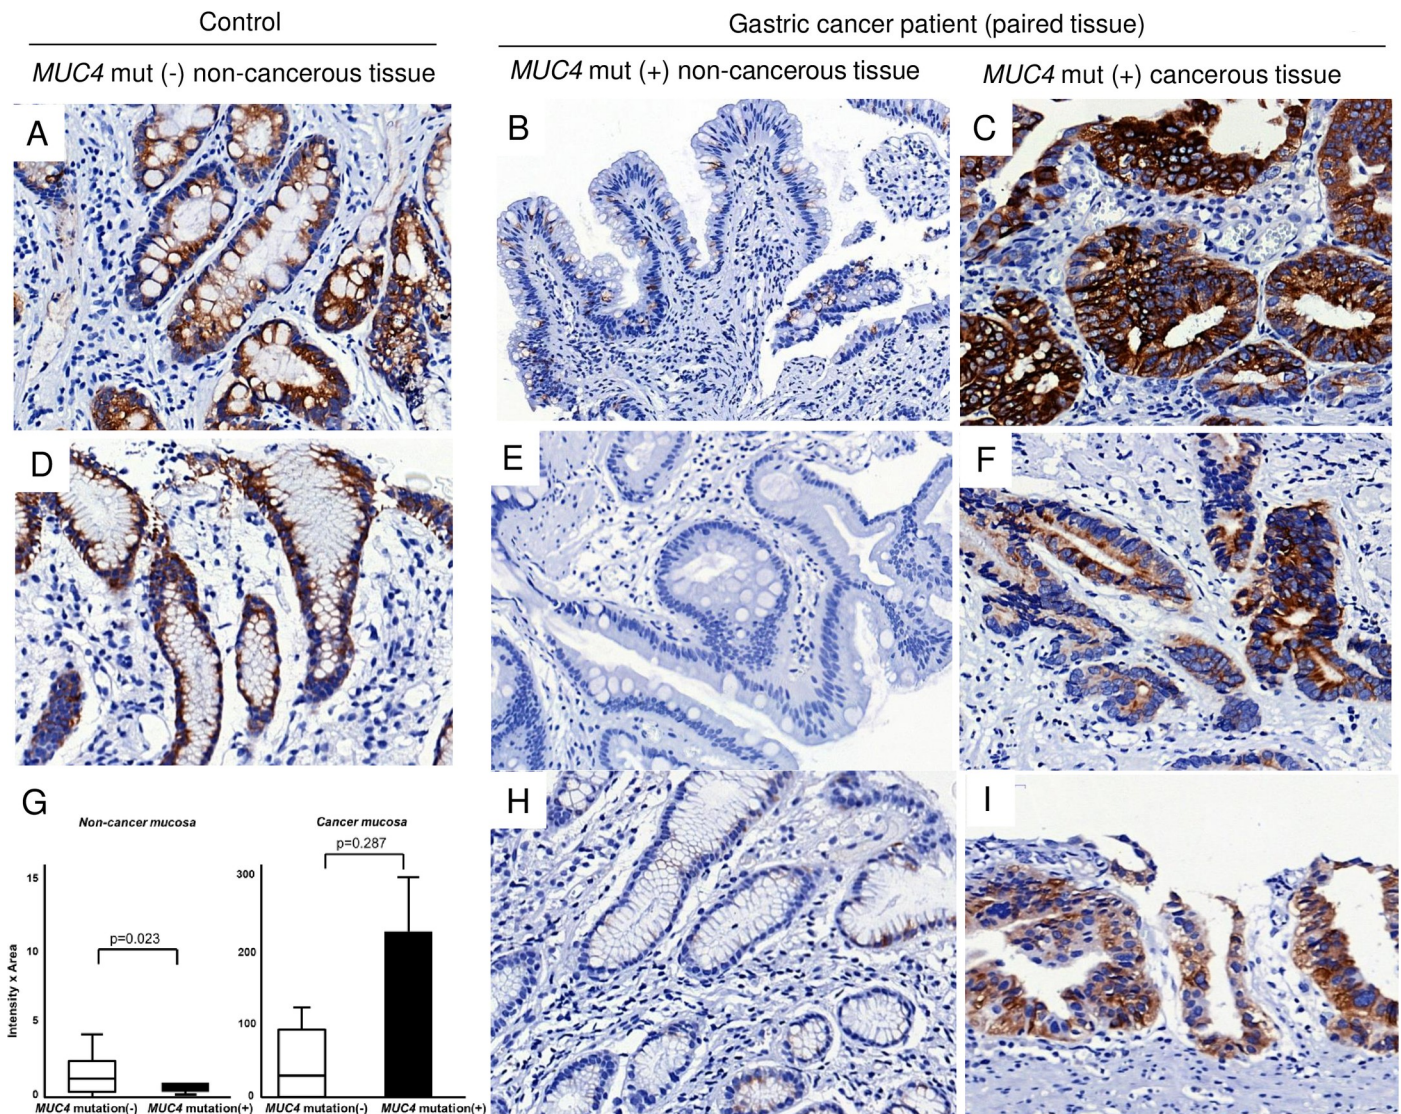 Control
Gastric cancer patient (paired tissue)
MUC4 mut (-) non-cancerous tissue
MUC4 mut (+) non-cancerous tissue
MUC4 mut (+) cancerous tissue
A
B
C
D
E
F
G
Non-cancer mucosa
Cancer mucosa
p=0.023
p=0.287
Intensity x Area
15
10
5
0
300
200
100
0
MUC4 mutation(-)
MUC4 mutation(+)
MUC4 mutation(-)
MUC4 mutation(+)
H
I